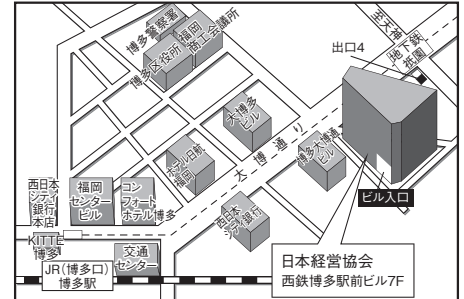 博多警察署
福岡
商工会議所
博多区役所
至天神
地下鉄
祇園
出口4
大博多
ビル
大博通り
ホテル日航
福岡
博多大博通
ビル
西日本
シティ
銀行
本店
福岡
センター
ビル
コン
フォート
ホテル博多
西日本
シティ銀行
ビル入口
KITTE
博多
交通
センター
JR(博多口)
博多駅
日本経営協会
西鉄博多駅前ビル7F